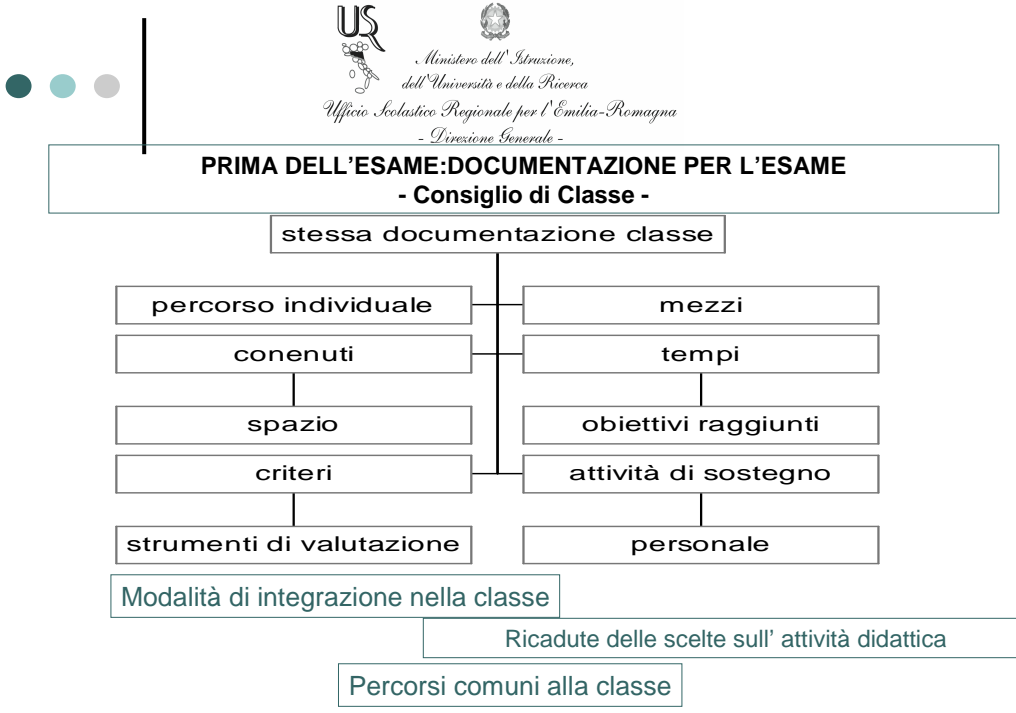 USR
Ministero dell' Istruzione,
dell'Università e della Ricerca
Ufficio Scolastico Regionale per l'Emilia-Romagna
- Direzione Generale -
PRIMA DELL'ESAME:DOCUMENTAZIONE PER L'ESAME
- Consiglio di Classe -
stessa documentazione classe
percorso individuale
mezzi
conenuti
tempi
spazio
obiettivi raggiunti
criteri
attività di sostegno
strumenti di valutazione
personale
Modalità di integrazione nella classe
Ricadute delle scelte sull' attività didattica
Percorsi comuni alla classe